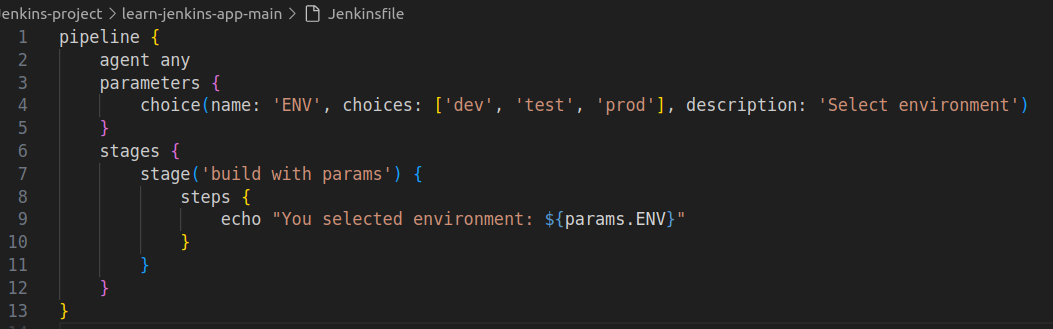 enkins-project > learn-jenkins-app-main > Jenkinsfile
1 pipeline {
2     agent any
3     parameters {
4         choice(name: 'ENV', choices: ['dev', 'test', 'prod'], description: 'Select environment')
5     }
6     stages {
7         stage('build with params') {
8             steps {
9                 echo "You selected environment: ${params.ENV}"
10             }
11         }
12     }
13 }